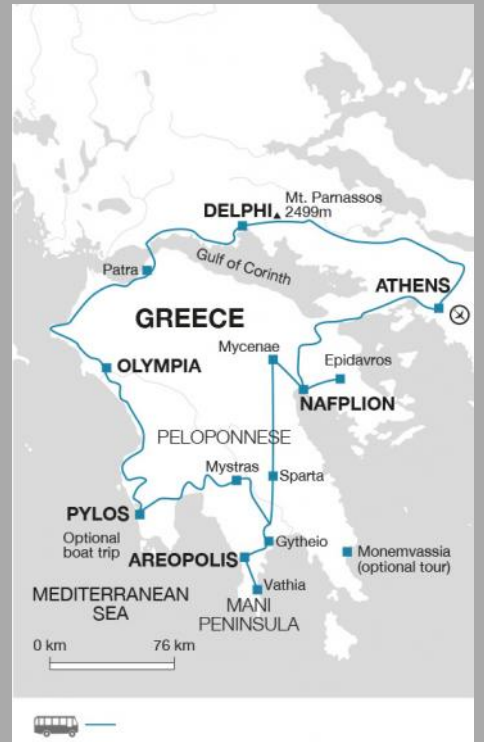 Mt. Parnassos
DELPHI 2499m
Gulf of Corinth
Patra
ATHENS
GREECE
Mycenae
Epidavros
OLYMPIA
NAFPLION
PELOPONNESE
Mystras
Sparta
PYLOS
Optional
boat trip
Gytheio
AREOPOLIS
Monemvassia
(optional tour)
Vathia
MEDITERRANEAN
SEA
MANI
PENINSULA
0 km 76 km